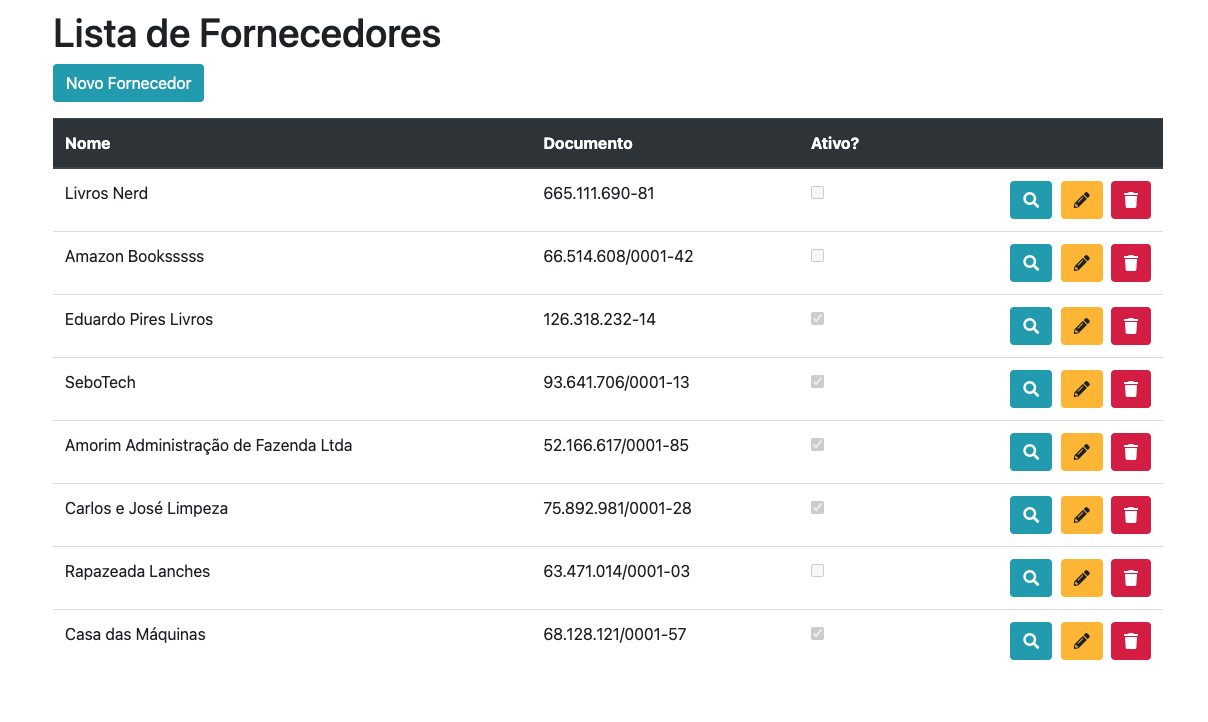 Lista de Fornecedores
Novo Fornecedor
Nome Documento Ativo?
Livros Nerd 665.111.690-81
Amazon Booksssss 66.514.608/0001-42
Eduardo Pires Livros 126.318.232-14
SeboTech 93.641.706/0001-13
Amorim Administração de Fazenda Ltda 52.166.617/0001-85
Carlos e José Limpeza 75.892.981/0001-28
Rapazeada Lanches 63.471.014/0001-03
Casa das Máquinas 68.128.121/0001-57